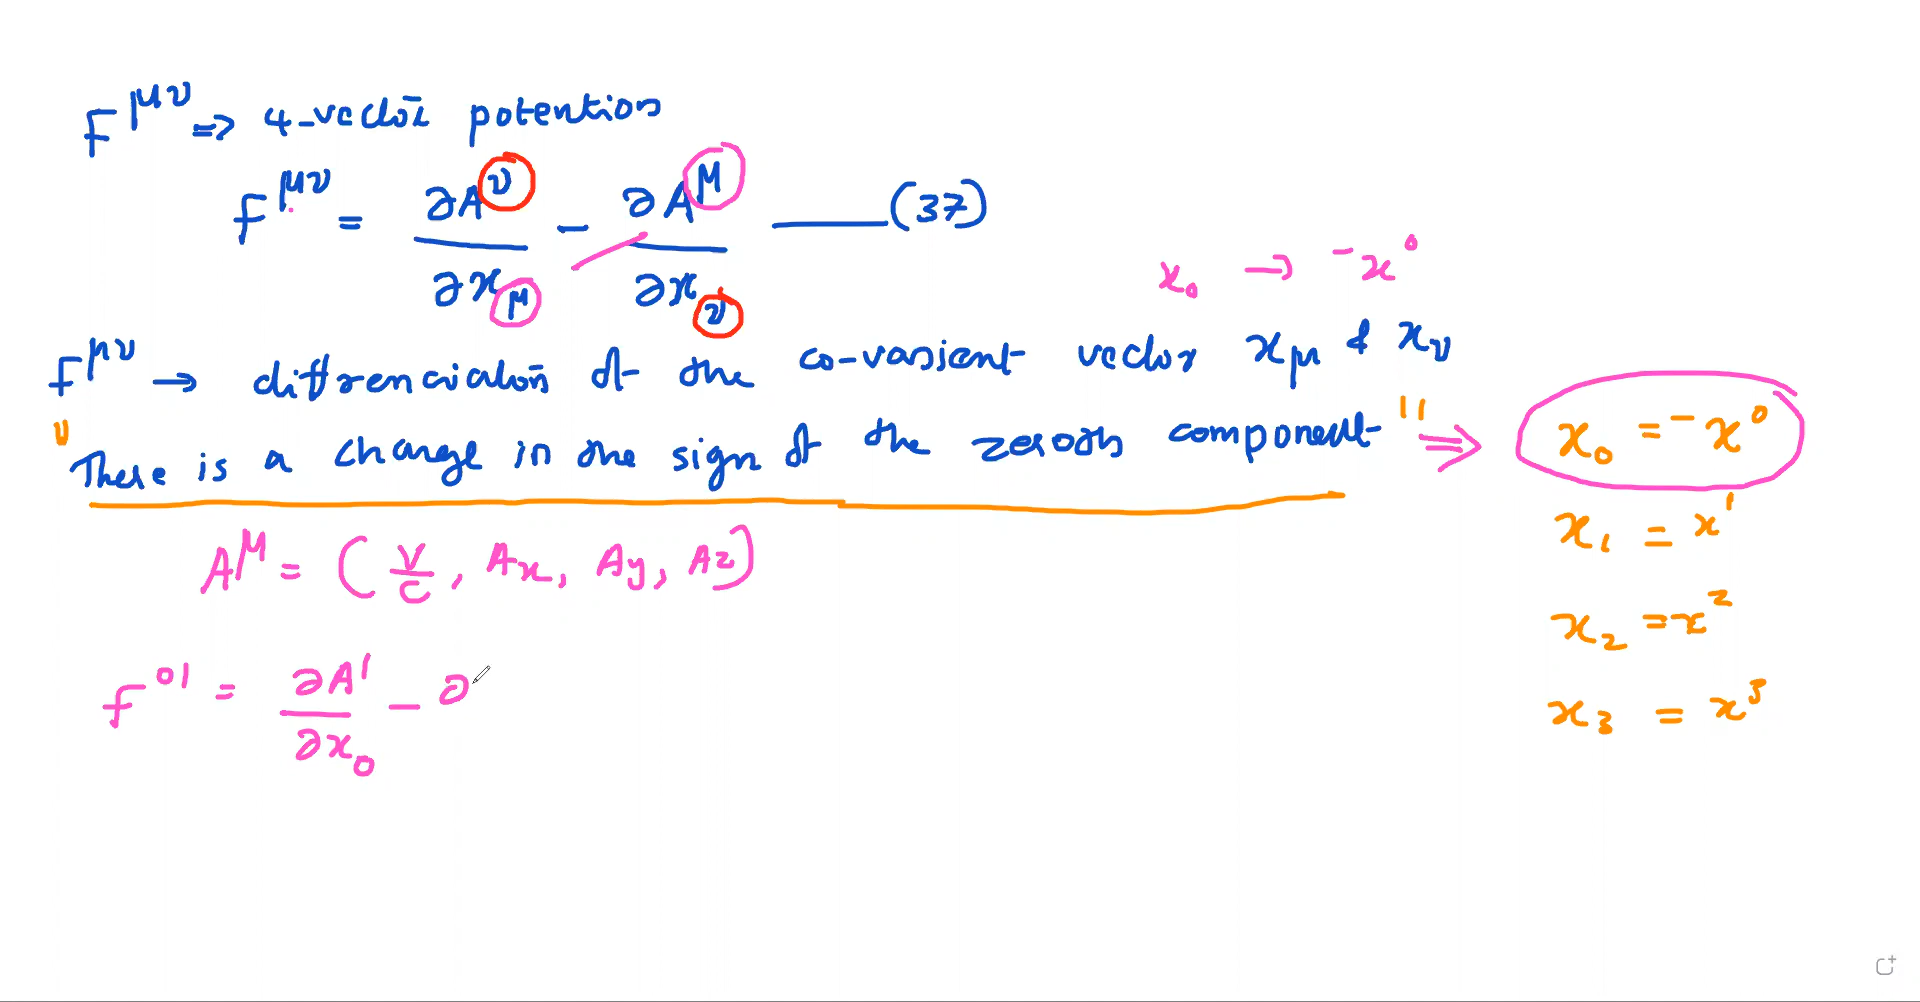 F^{μν} => 4-vector potention
F^{μν} = ∂A^ν/∂x_μ - ∂A^μ/∂x_ν ——(37)
x_0 → -x^0
F^{μν} → diffrenciation of the co-varient vector x_μ & x_ν
"There is a change in the sign of the zeroth component" ⇒ x_0 = -x^0
x_1 = x^1
A^μ = (V/c, Ax, Ay, Az)
x_2 = x^2
F^{01} = ∂A^1/∂x_0 - ∂
x_3 = x^3